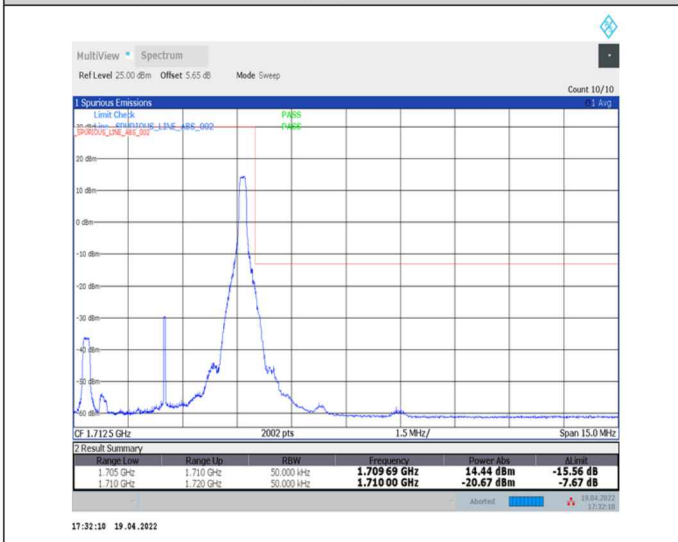 MultiView Spectrum
Ref Level 25.00 dBm Offset 5.65 dB Mode Sweep
Count 10/10
1 Spurious Emissions 1 Avg
Limit Check PASS
Line SPURIOUS_LINE_ABS_002 PASS
_SPURIOUS_LINE_ABS_002
20 dBm
10 dBm
0 dBm
-10 dBm
-20 dBm
-30 dBm
-40 dBm
-50 dBm
-60 dBm
CF 1.7125 GHz 2002 pts 1.5 MHz/ Span 15.0 MHz
2 Result Summary
Range Low Range Up RBW Frequency Power Abs ΔLimit
1.705 GHz 1.710 GHz 50.000 kHz 1.709 69 GHz 14.44 dBm -15.56 dB
1.710 GHz 1.720 GHz 50.000 kHz 1.710 00 GHz -20.67 dBm -7.67 dB
Aborted 19.04.2022
17:32:10
17:32:10 19.04.2022